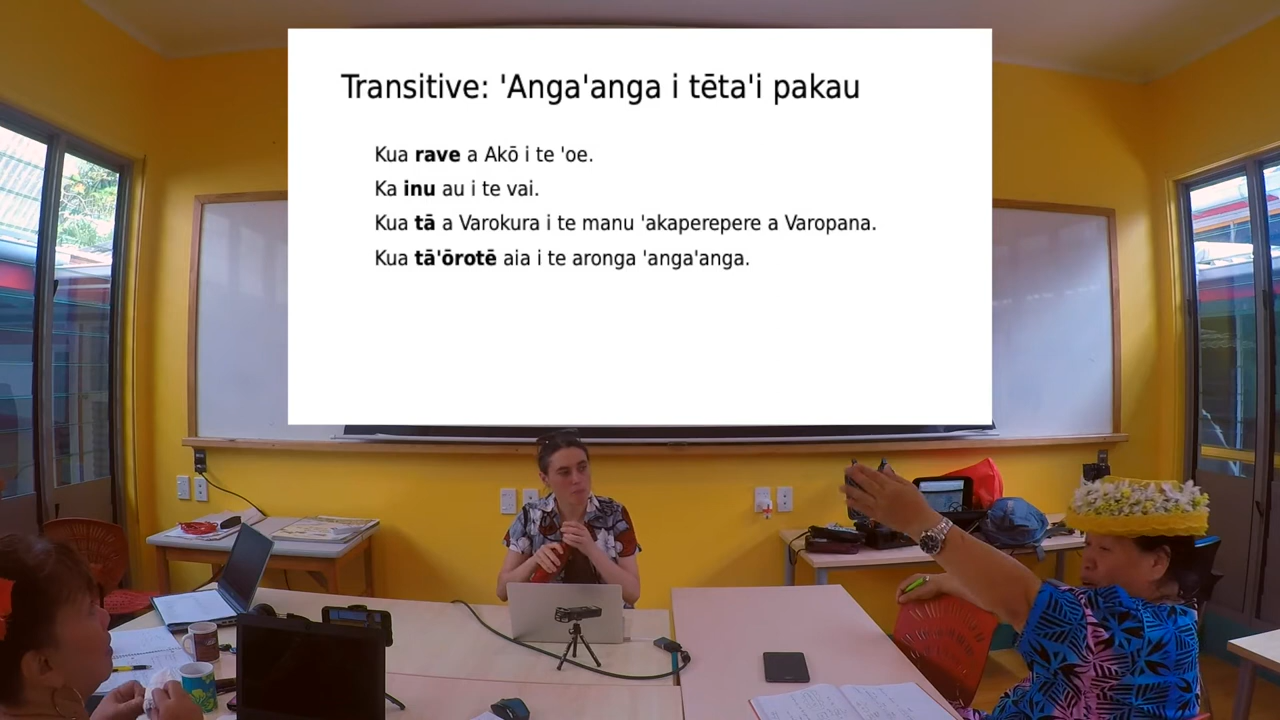 Transitive: 'Anga'anga i tēta'i pakau
Kua rave a Akō i te 'oe.
Ka inu au i te vai.
Kua tā a Varokura i te manu 'akaperepere a Varopana.
Kua tā'ōrotē aia i te aronga 'anga'anga.